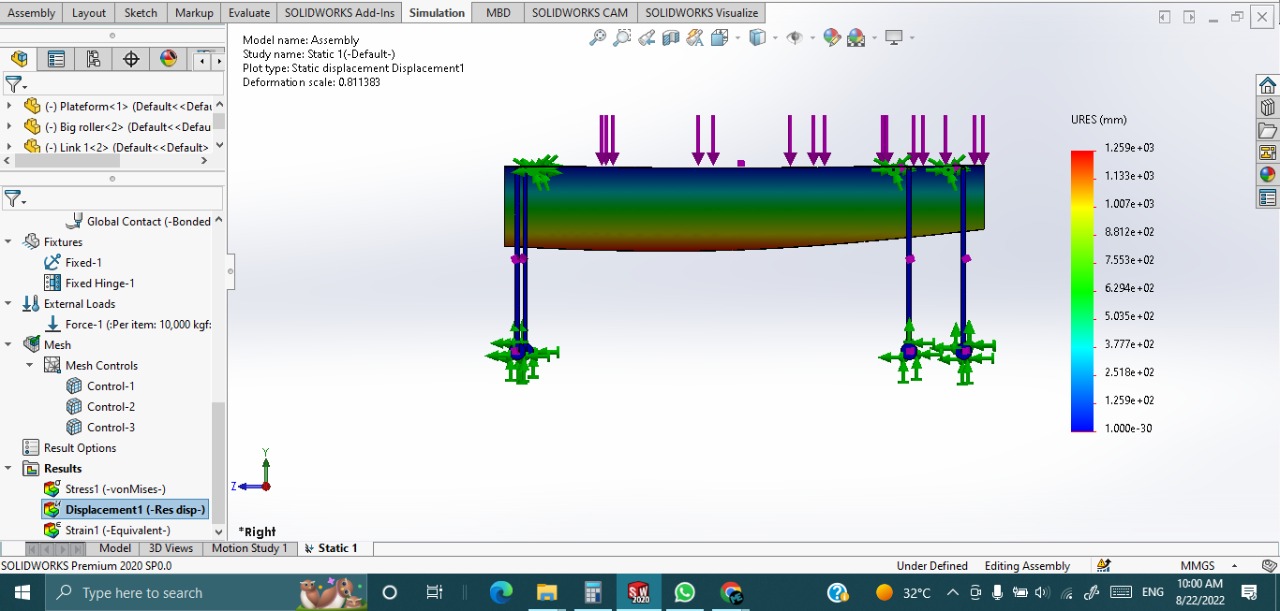 Assembly Layout Sketch Markup Evaluate SOLIDWORKS Add-Ins Simulation MBD SOLIDWORKS CAM SOLIDWORKS Visualize
Model name: Assembly
Study name: Static 1(-Default-)
Plot type: Static displacement Displacement1
Deformation scale: 0.811383
(-) Plateform<1> (Default<<Defau
(-) Big roller<2> (Default<<Defau
(-) Link 1<2> (Default<<Default>
Global Contact (-Bonded
Fixtures
Fixed-1
Fixed Hinge-1
External Loads
Force-1 (:Per item: 10,000 kgf:
Mesh
Mesh Controls
Control-1
Control-2
Control-3
Result Options
Results
Stress1 (-vonMises-)
Displacement1 (-Res disp-)
Strain1 (-Equivalent-)
URES (mm)
1.259e+03
1.133e+03
1.007e+03
8.812e+02
7.553e+02
6.294e+02
5.035e+02
3.777e+02
2.518e+02
1.259e+02
1.000e-30
Y
Z
*Right
Model 3D Views Motion Study 1 Static 1
SOLIDWORKS Premium 2020 SP0.0 Under Defined Editing Assembly MMGS
Type here to search 32°C ENG 10:00 AM
8/22/2022
SW
2020